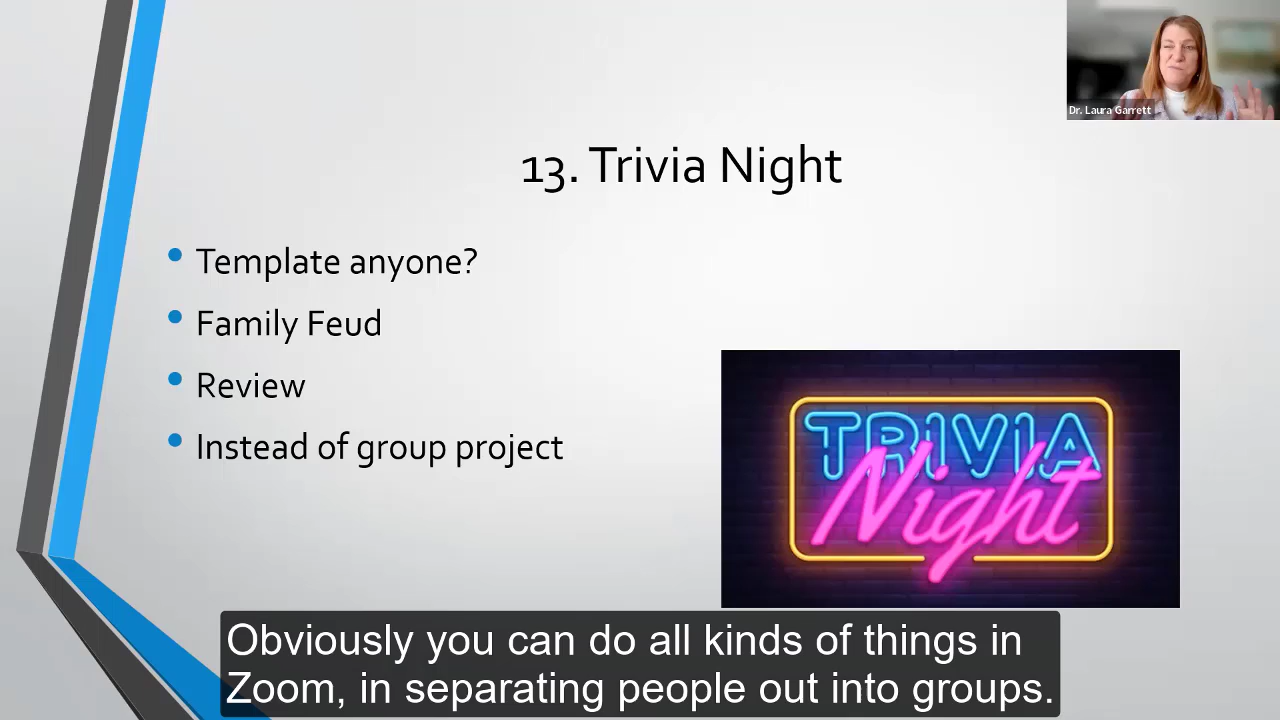 Dr. Laura Garrett
13. Trivia Night
Template anyone?
Family Feud
Review
Instead of group project
TRIVIA
Night
Obviously you can do all kinds of things in
Zoom, in separating people out into groups.